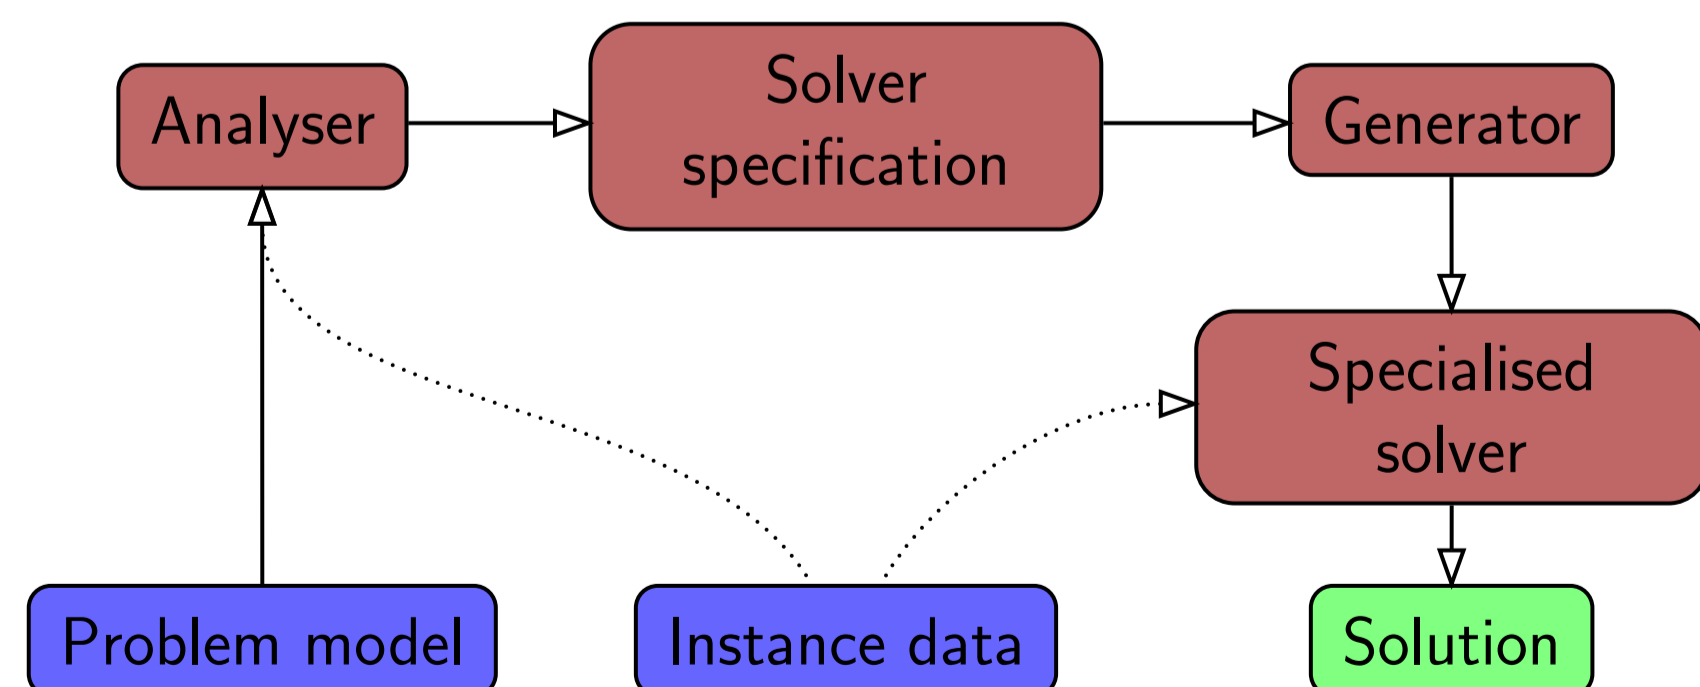 Analyser
Solver
specification
Generator
Specialised
solver
Problem model
Instance data
Solution